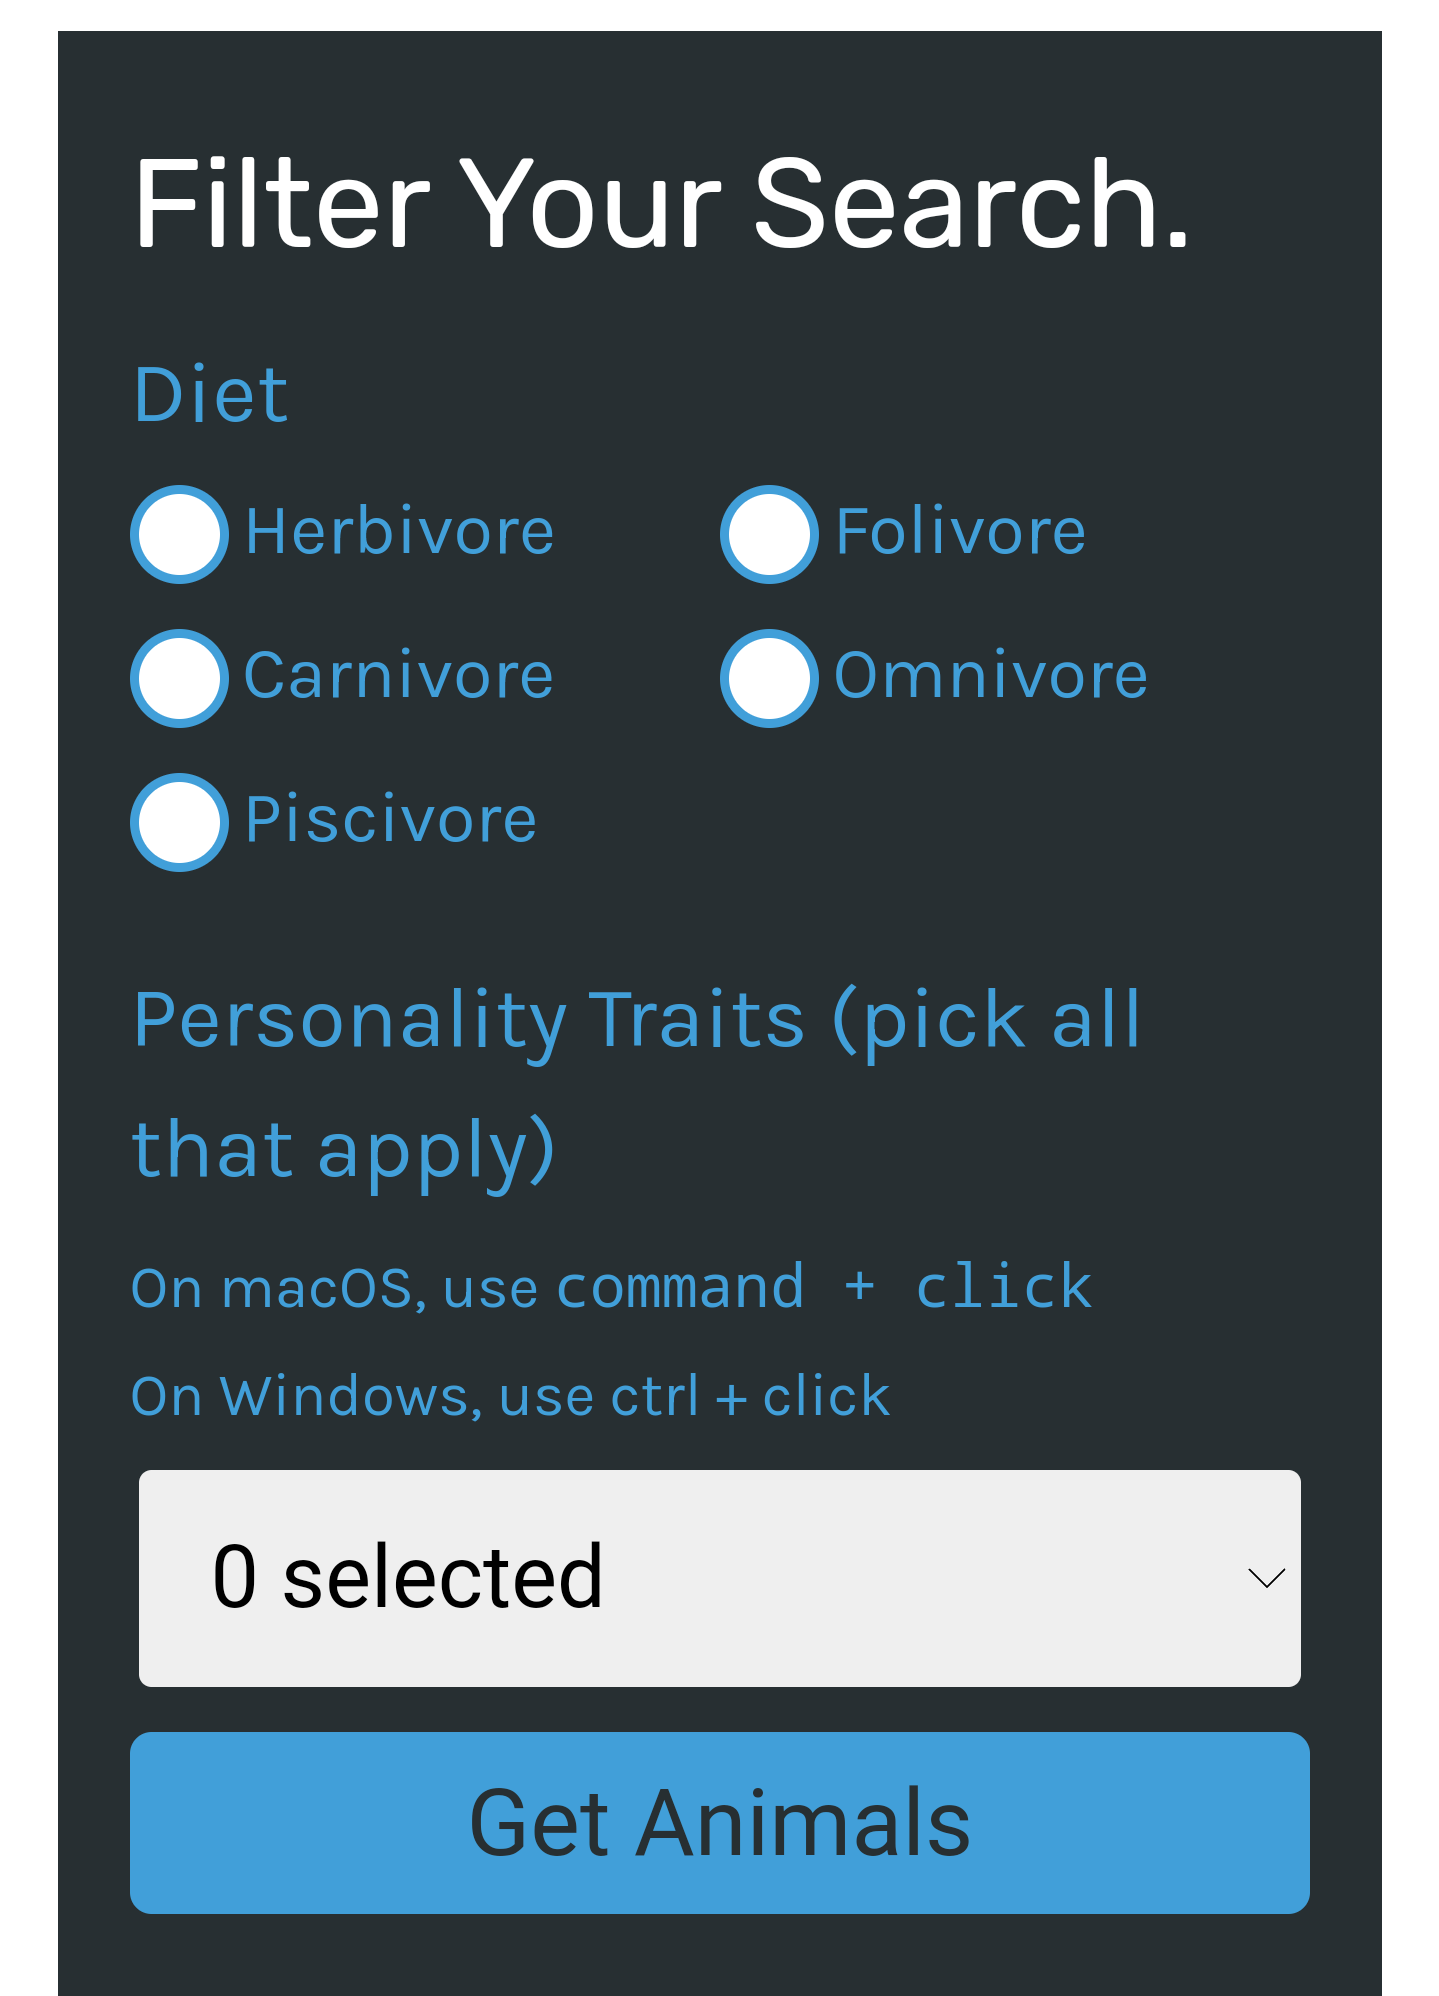 Filter Your Search.
Diet
Herbivore
Folivore
Carnivore
Omnivore
Piscivore
Personality Traits (pick all
that apply)
On macOS, use command + click
On Windows, use ctrl + click
0 selected
Get Animals